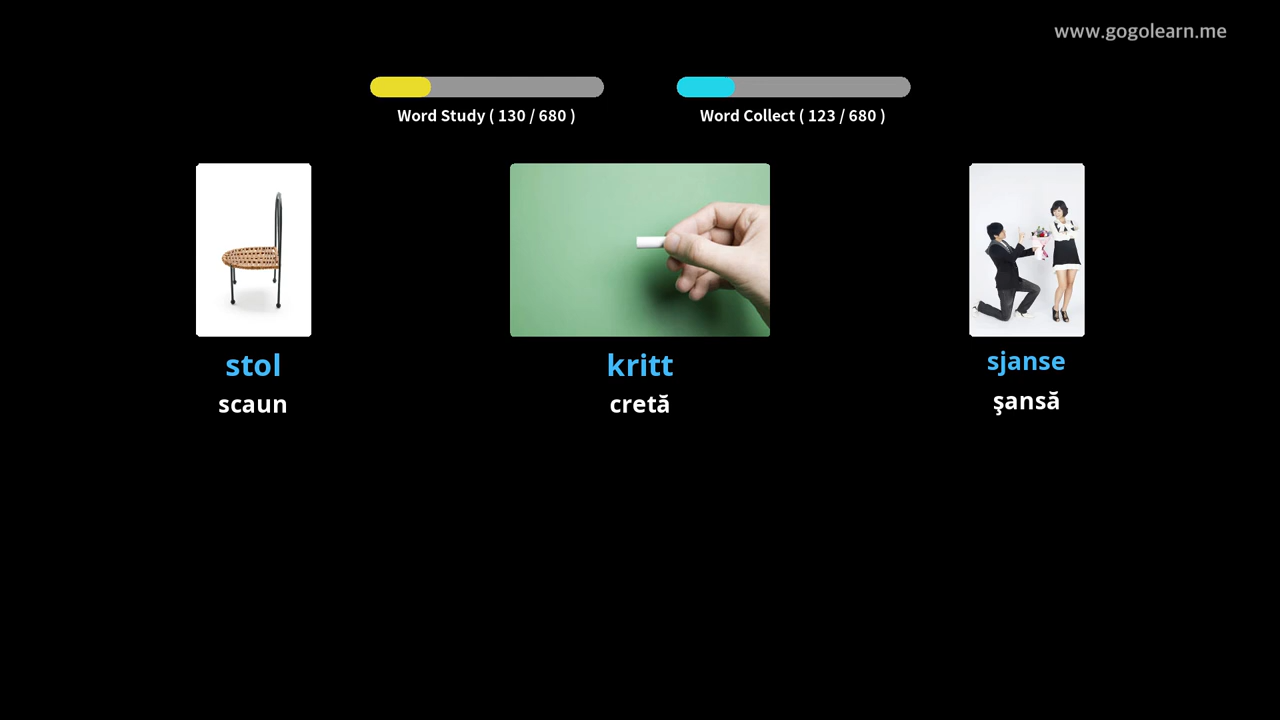 www.gogolearn.me
Word Study ( 130 / 680 )
Word Collect ( 123 / 680 )
stol
scaun
kritt
cretă
sjanse
şansă